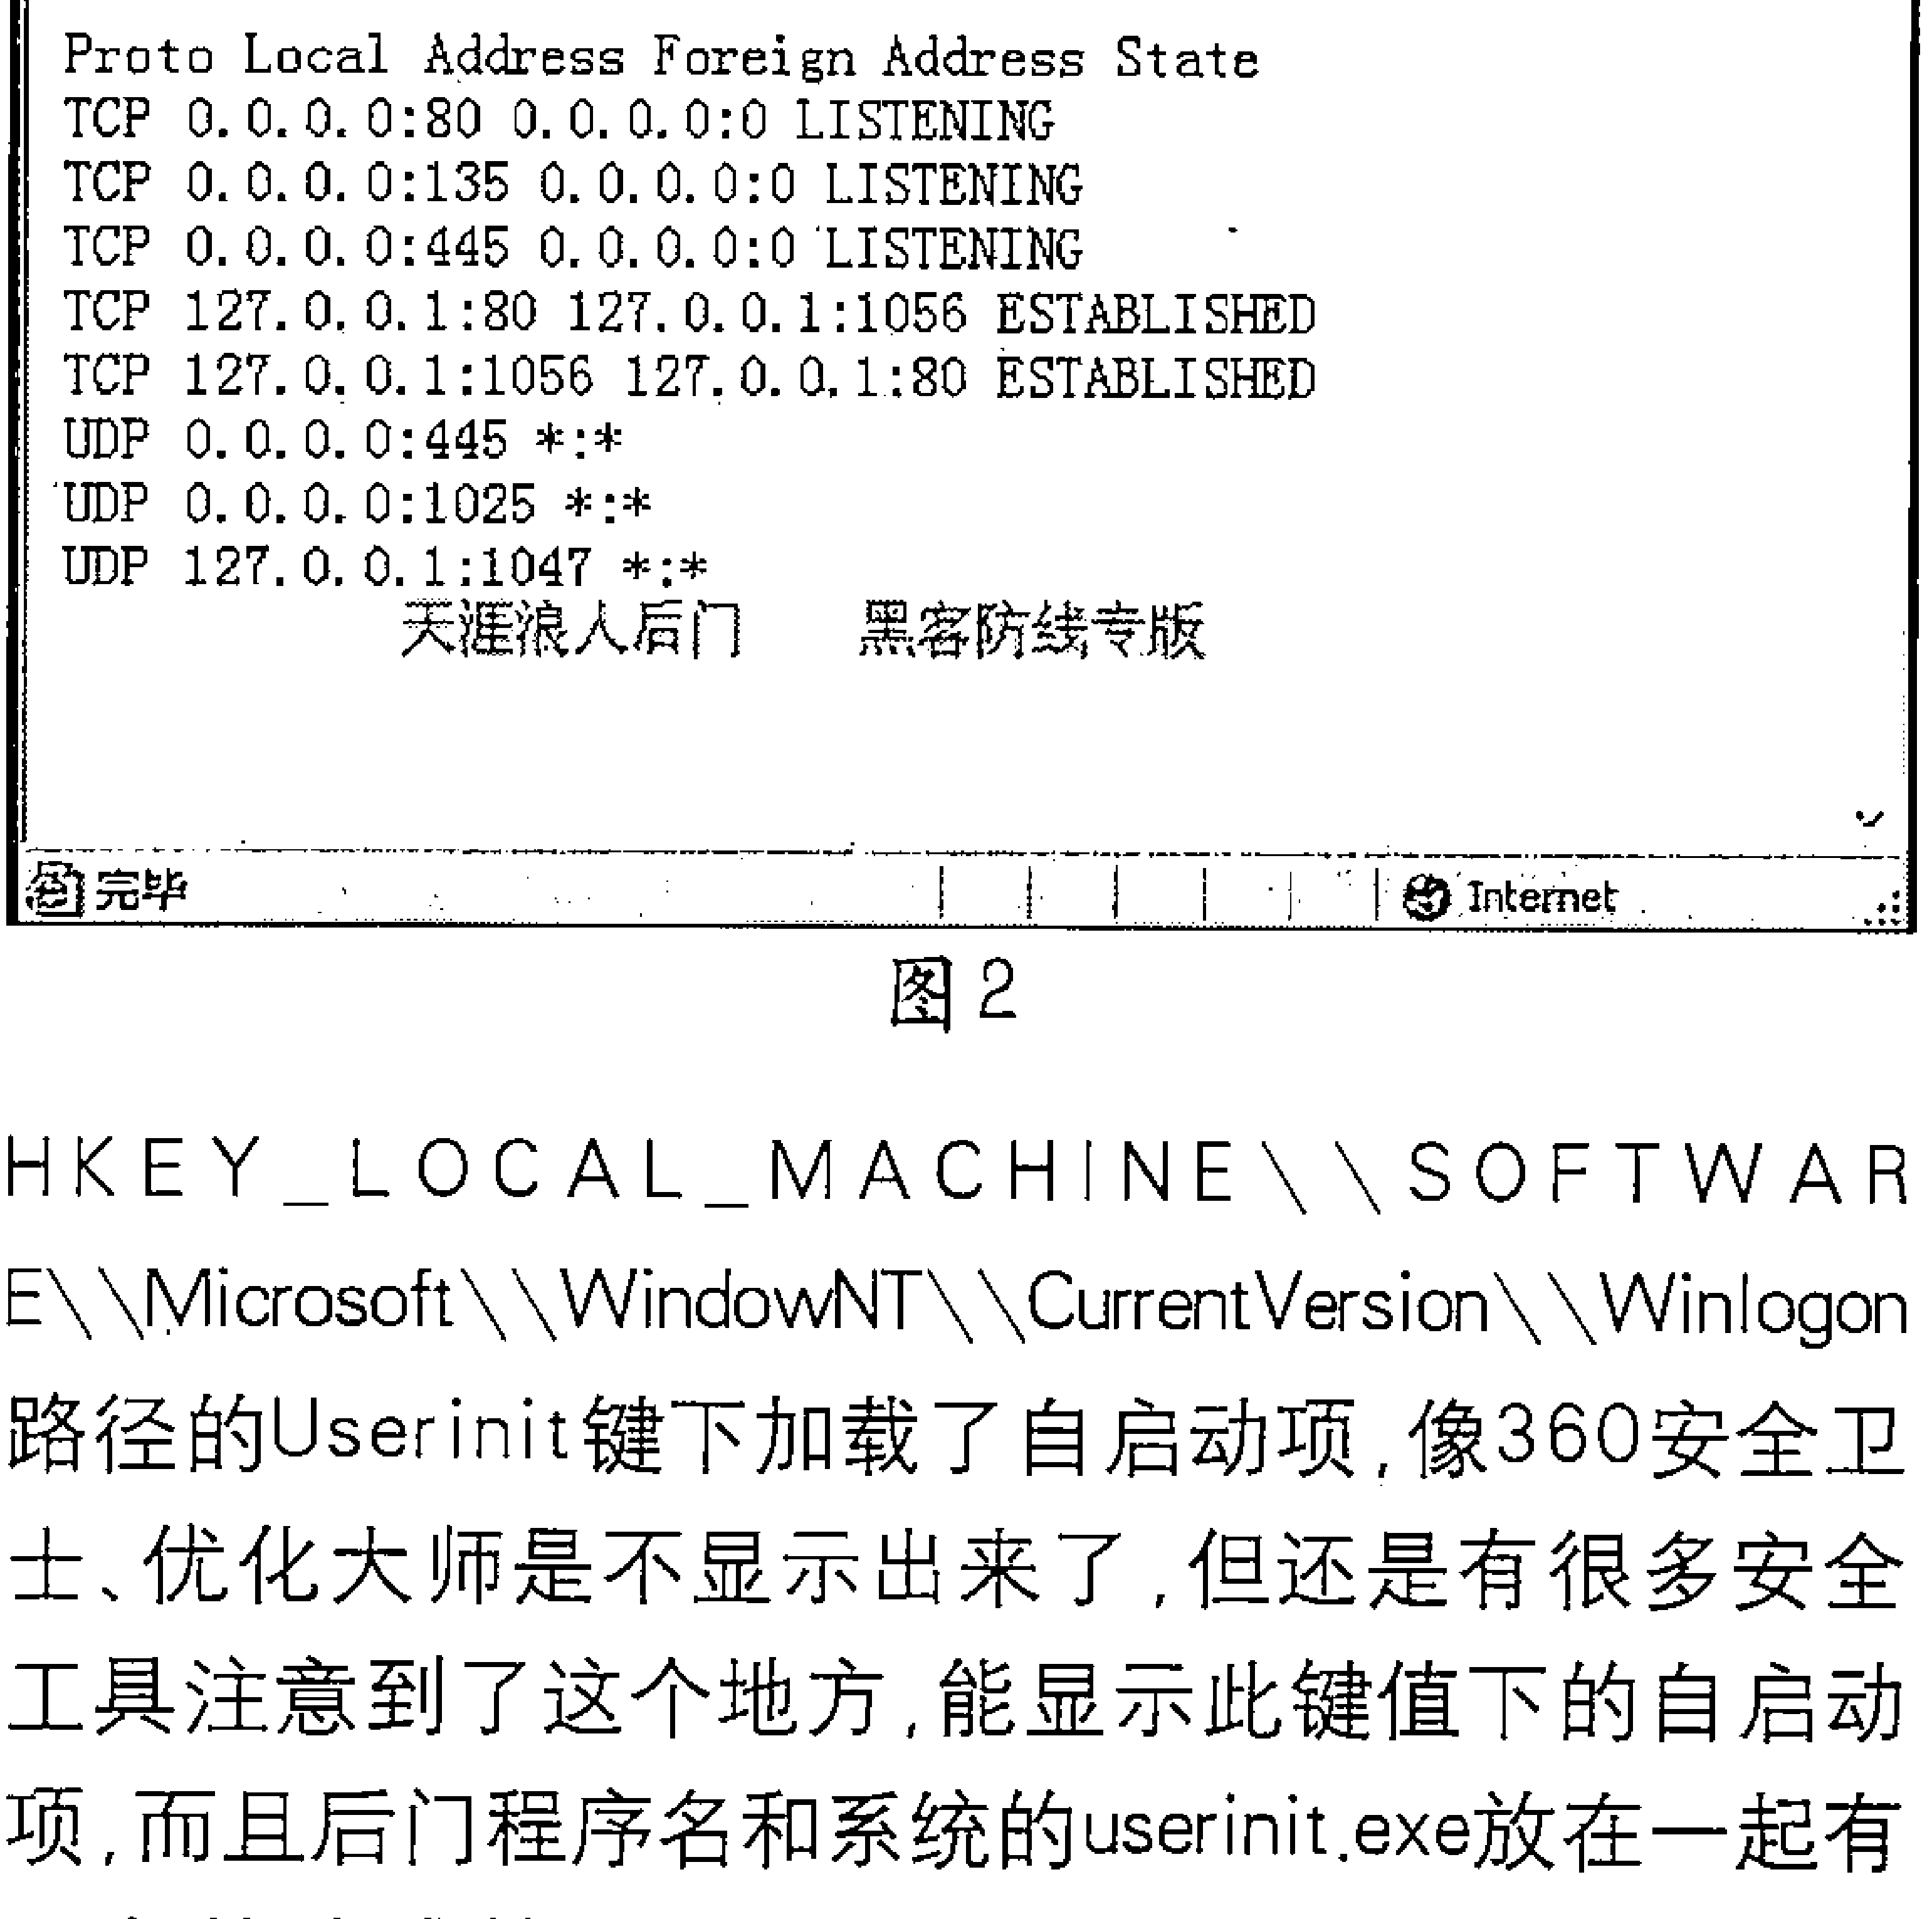 Proto Local Address Foreign Address State
TCP 0.0.0.0:80 0.0.0.0:0 LISTENING
TCP 0.0.0.0:135 0.0.0.0:0 LISTENING
TCP 0.0.0.0:445 0.0.0.0:0 LISTENING
TCP 127.0.0.1:80 127.0.0.1:1056 ESTABLISHED
TCP 127.0.0.1:1056 127.0.0.1:80 ESTABLISHED
UDP 0.0.0.0:445 *:*
UDP 0.0.0.0:1025 *:*
UDP 127.0.0.1:1047 *:*
天涯浪人后门 黑客防线专版
完毕 Internet
图2
HKEY_LOCAL_MACHINE\\SOFTWAR
E\\Microsoft\\WindowNT\\CurrentVersion\\Winlogon
路径的Userinit键下加载了自启动项,像360安全卫
士、优化大师是不显示出来了,但还是有很多安全
工具注意到了这个地方,能显示此键值下的自启动
项,而且后门程序名和系统的userinit.exe放在一起有